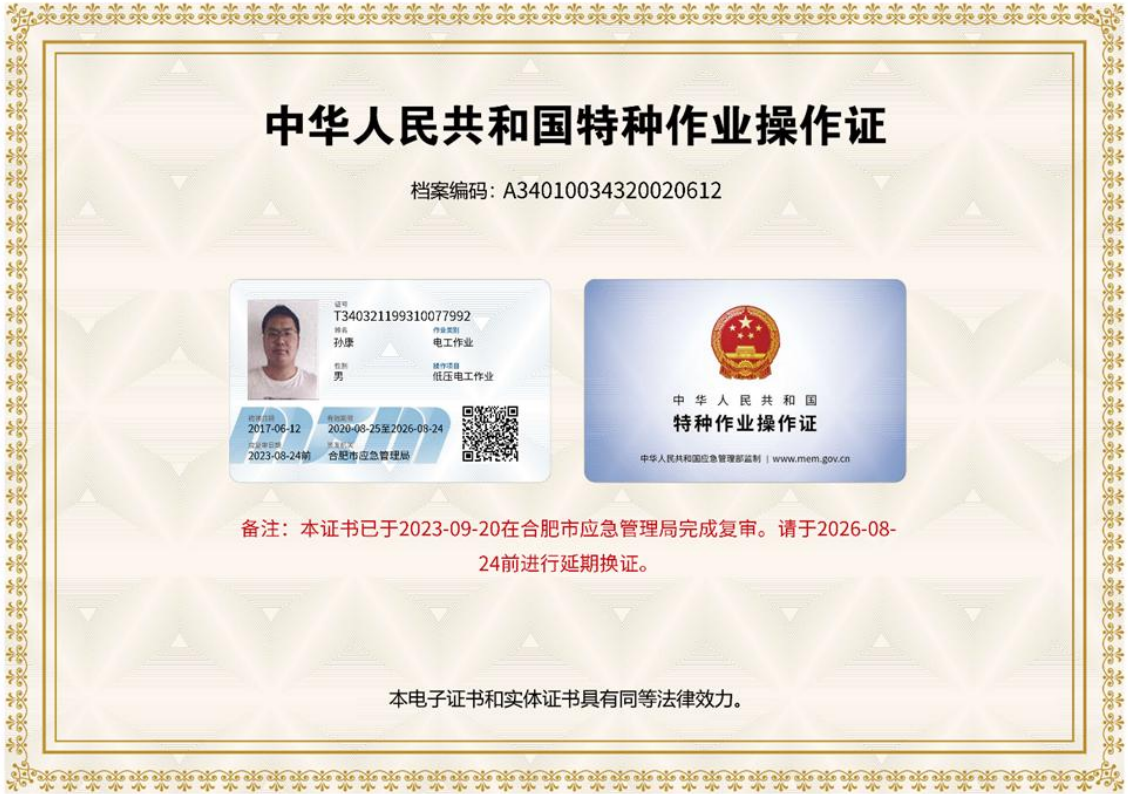 中华人民共和国特种作业操作证
档案编码：A34010034320020612
证号
T340321199310077992
姓名 作业类别
孙康 电工作业
性别 操作项目
男 低压电工作业
初领日期 有效期限
2017-06-12 2020-08-25至2026-08-24
应复审日期 签发机关
2023-08-24前 合肥市应急管理局
中华人民共和国
特种作业操作证
中华人民共和国应急管理部监制 | www.mem.gov.cn
备注：本证书已于2023-09-20在合肥市应急管理局完成复审。请于2026-08-
24前进行延期换证。
本电子证书和实体证书具有同等法律效力。